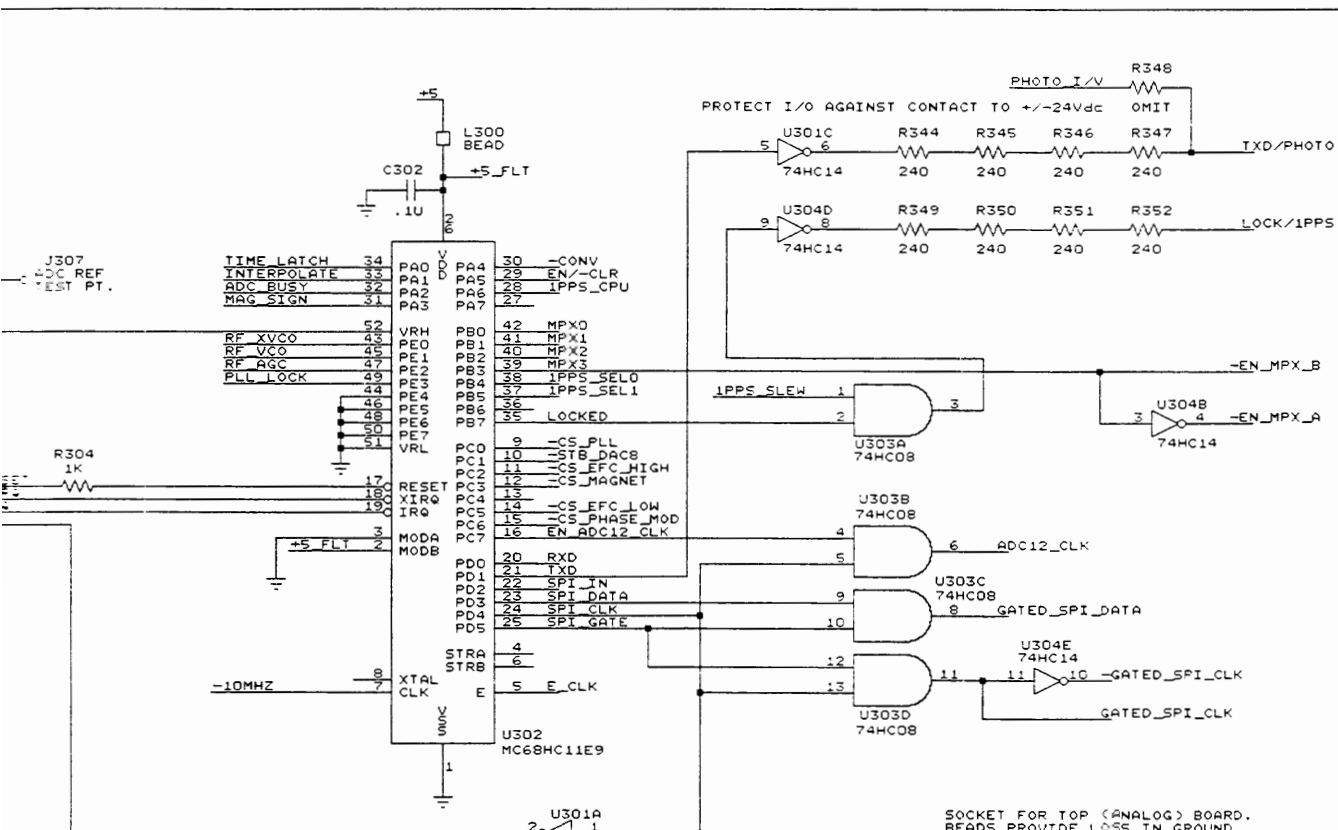 R348
PHOTO_I/V
OMIT
PROTECT I/O AGAINST CONTACT TO +/-24Vdc
+5
L300
BEAD
C302
.1U
+5_FLT
26
U301C
5
6
74HC14
R344
R345
R346
R347
240
240
240
240
TXD/PHOTO
U304D
9
8
74HC14
R349
R350
R351
R352
240
240
240
240
LOCK/1PPS
J307
ADC REF
TEST PT.
VDD
TIME_LATCH 34 PA0
INTERPOLATE 33 PA1
ADC_BUSY 32 PA2
MAG_SIGN 31 PA3
52 VRH
RF_XVCO 43 PE0
RF_VCO 45 PE1
RF_AGC 47 PE2
PLL_LOCK 49 PE3
44 PE4
46 PE5
48 PE6
50 PE7
51 VRL
R304
1K
17 RESET
18 XIRQ
19 IRQ
3 MODA
+5_FLT 2 MODB
8 XTAL
-10MHZ 7 CLK
VSS
1
PA4 30 -CONV
PA5 29 EN/-CLR
PA6 28 1PPS_CPU
PA7 27
PB0 42 MPX0
PB1 41 MPX1
PB2 40 MPX2
PB3 39 MPX3
PB4 38 1PPS_SEL0
PB5 37 1PPS_SEL1
PB6 36
PB7 35 LOCKED
PC0 9 -CS_PLL
PC1 10 -STB_DAC8
PC2 11 -CS_EFC_HIGH
PC3 12 -CS_MAGNET
PC4 13
PC5 14 -CS_EFC_LOW
PC6 15 -CS_PHASE_MOD
PC7 16 EN_ADC12_CLK
PD0 20 RXD
PD1 21 TXD
PD2 22 SPI_IN
PD3 23 SPI_DATA
PD4 24 SPI_CLK
PD5 25 SPI_GATE
STRA 4
STRB 6
E 5 E_CLK
U302
MC68HC11E9
-EN_MPX_B
U304B
3
4
-EN_MPX_A
74HC14
1PPS_SLEW 1
2
3
U303A
74HC08
U303B
74HC08
4
5
6
ADC12_CLK
U303C
74HC08
9
10
8
GATED_SPI_DATA
12
13
11
U303D
74HC08
U304E
74HC14
11
10
-GATED_SPI_CLK
GATED_SPI_CLK
U301A
2
1
SOCKET FOR TOP (ANALOG) BOARD.
BEADS PROVIDE LOSS IN GROUND